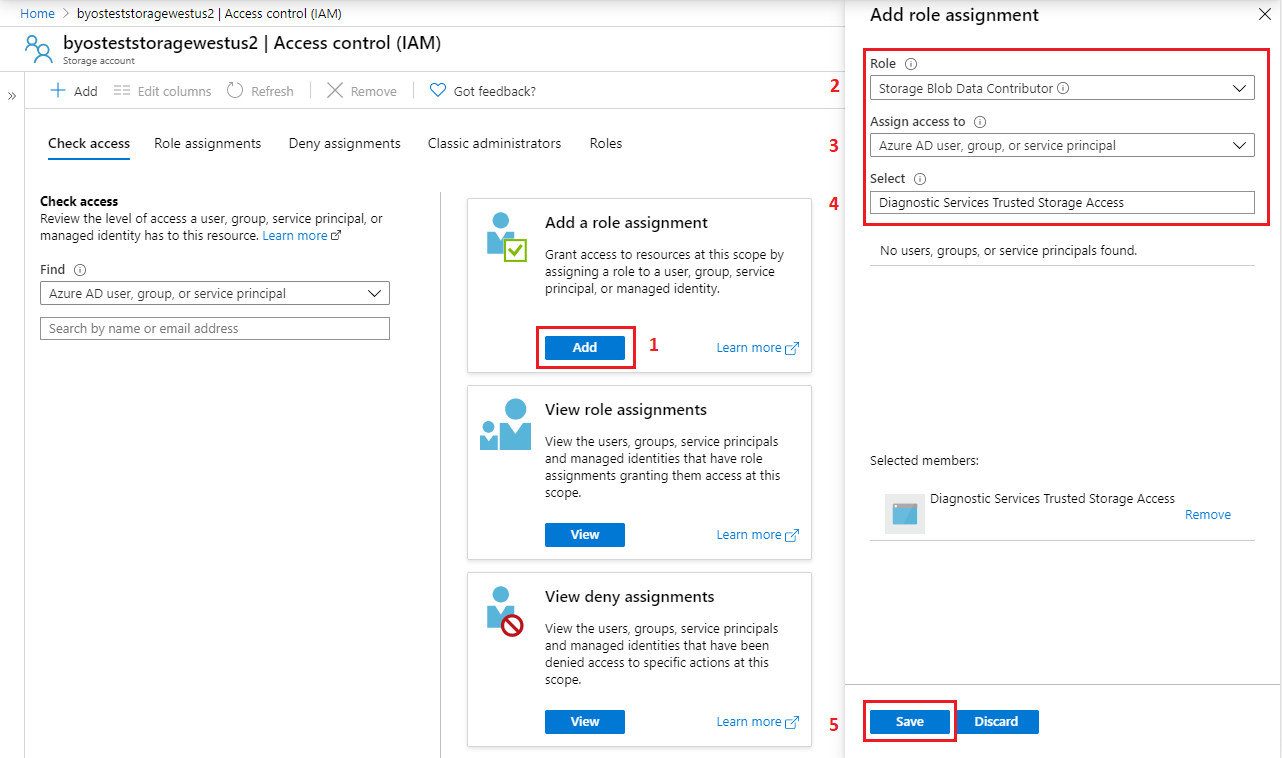 Home > byosteststoragewestus2 | Access control (IAM)
byosteststoragewestus2 | Access control (IAM)
Storage account
Add Edit columns Refresh Remove Got feedback?
Check access Role assignments Deny assignments Classic administrators Roles
Check access
Review the level of access a user, group, service principal, or
managed identity has to this resource. Learn more
Find
Azure AD user, group, or service principal
Search by name or email address
Add a role assignment
Grant access to resources at this scope by
assigning a role to a user, group, service
principal, or managed identity.
Add 1 Learn more
View role assignments
View the users, groups, service principals
and managed identities that have role
assignments granting them access at this
scope.
View Learn more
View deny assignments
View the users, groups, service principals
and managed identities that have been
denied access to specific actions at this
scope.
View Learn more
Add role assignment
Role
2 Storage Blob Data Contributor
Assign access to
3 Azure AD user, group, or service principal
Select
4 Diagnostic Services Trusted Storage Access
No users, groups, or service principals found.
Selected members:
Diagnostic Services Trusted Storage Access
Remove
5 Save Discard